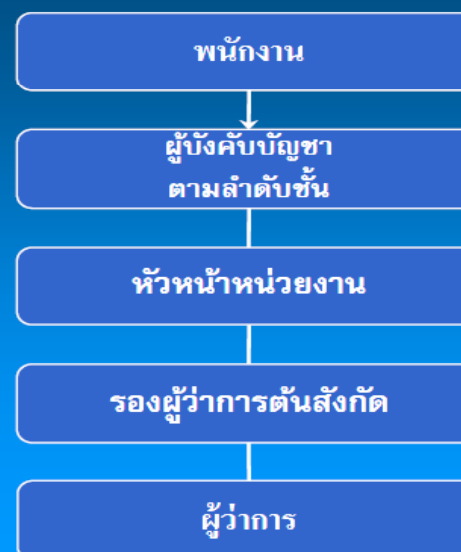 พนักงาน
ผู้บังคับบัญชา
ตามลำดับชั้น
หัวหน้าหน่วยงาน
รองผู้ว่าการต้นสังกัด
ผู้ว่าการ